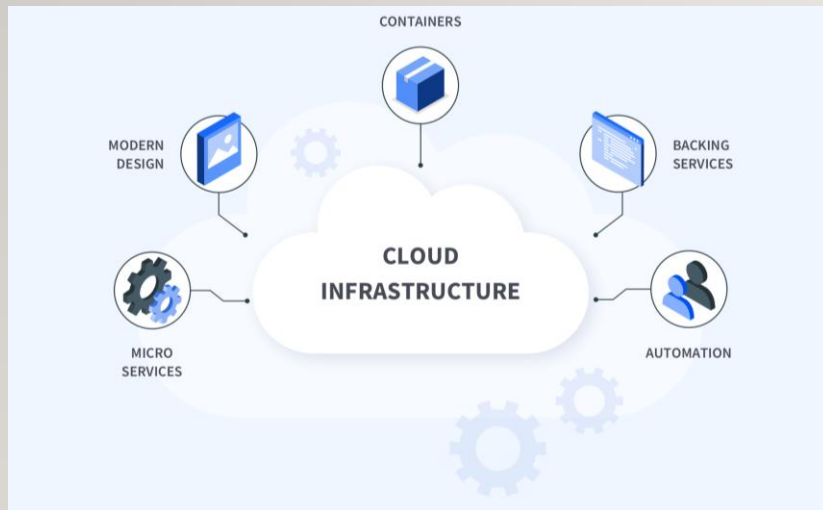 CONTAINERS
MODERN
DESIGN
BACKING
SERVICES
CLOUD
INFRASTRUCTURE
MICRO
SERVICES
AUTOMATION